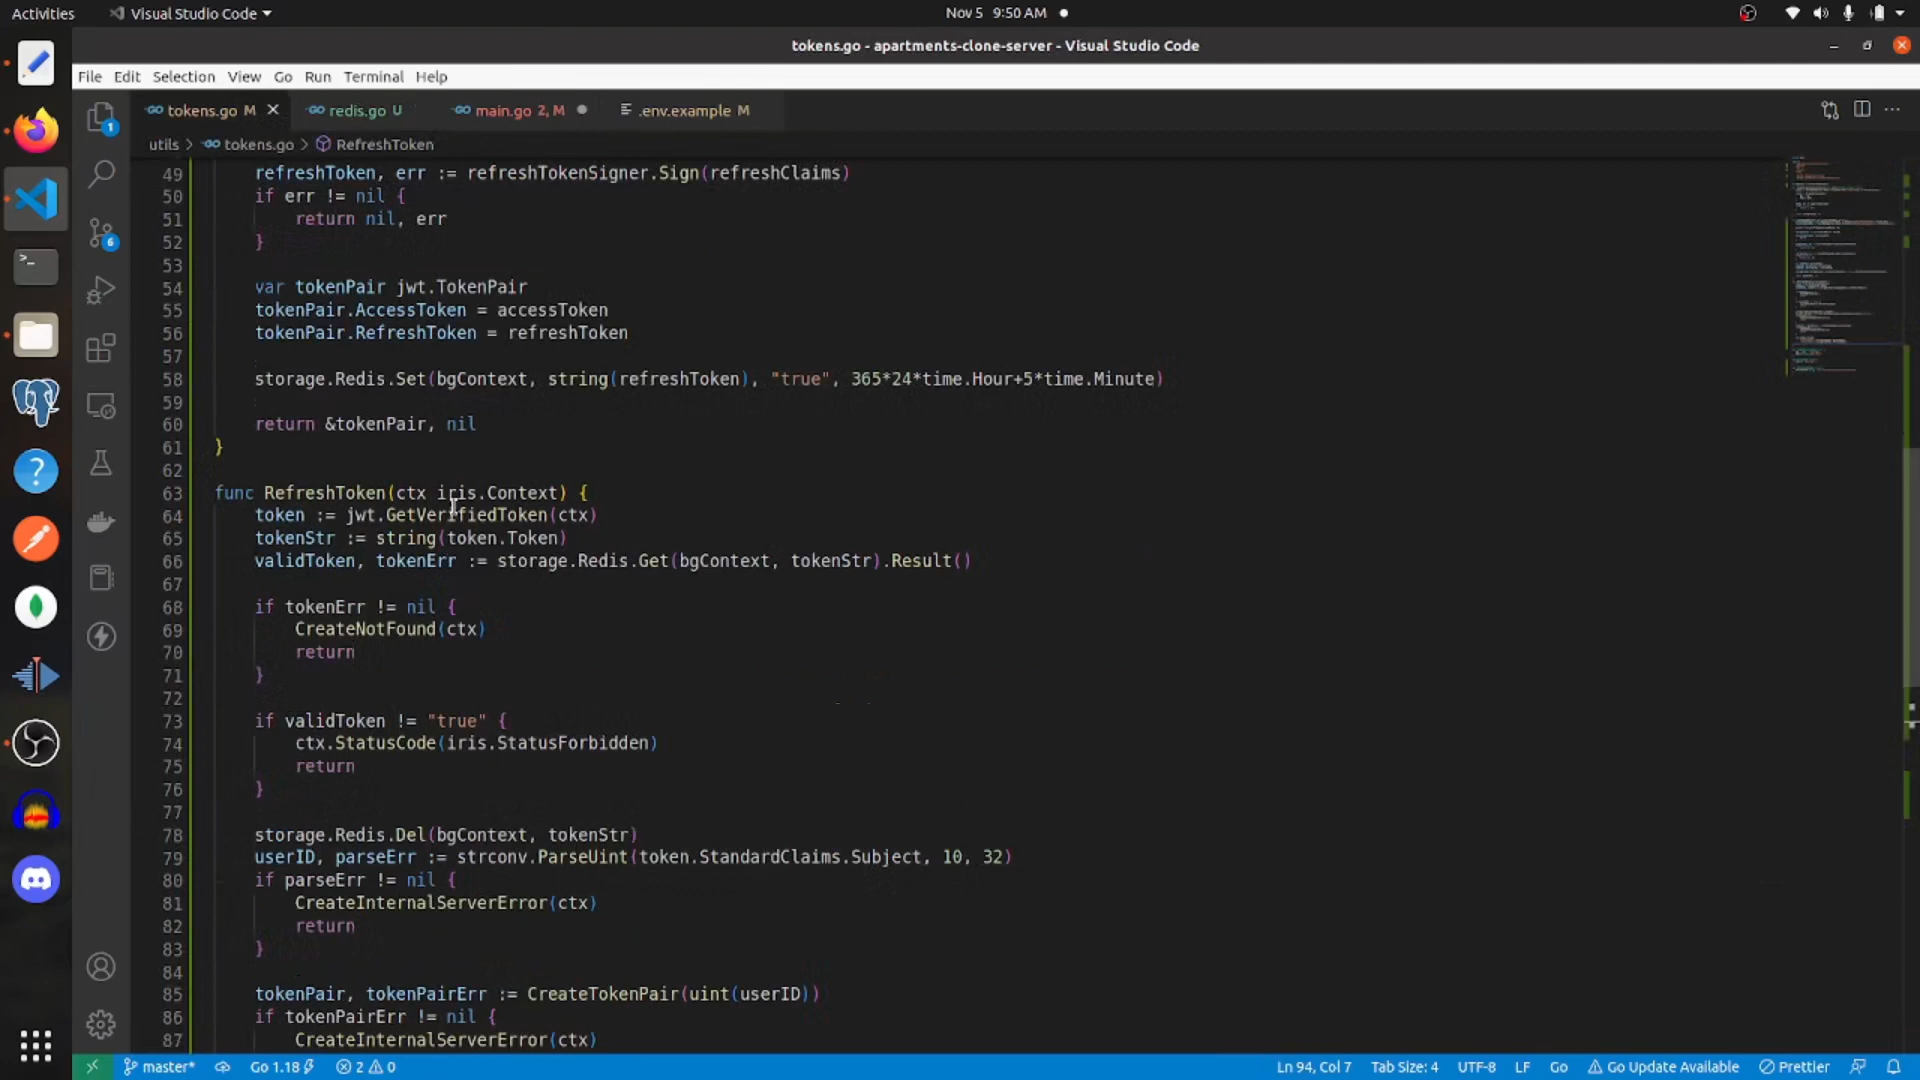 Activities
Visual Studio Code
Nov 5 9:50 AM
tokens.go - apartments-clone-server - Visual Studio Code
File Edit Selection View Go Run Terminal Help
tokens.go M
redis.go U
main.go 2, M
.env.example M
utils > tokens.go > RefreshToken
49 refreshToken, err := refreshTokenSigner.Sign(refreshClaims)
50 if err != nil {
51 return nil, err
52 }
53
54 var tokenPair jwt.TokenPair
55 tokenPair.AccessToken = accessToken
56 tokenPair.RefreshToken = refreshToken
57
58 storage.Redis.Set(bgContext, string(refreshToken), "true", 365*24*time.Hour+5*time.Minute)
59
60 return &tokenPair, nil
61 }
62
63 func RefreshToken(ctx iris.Context) {
64 token := jwt.GetVerifiedToken(ctx)
65 tokenStr := string(token.Token)
66 validToken, tokenErr := storage.Redis.Get(bgContext, tokenStr).Result()
67
68 if tokenErr != nil {
69 CreateNotFound(ctx)
70 return
71 }
72
73 if validToken != "true" {
74 ctx.StatusCode(iris.StatusForbidden)
75 return
76 }
77
78 storage.Redis.Del(bgContext, tokenStr)
79 userID, parseErr := strconv.ParseUint(token.StandardClaims.Subject, 10, 32)
80 if parseErr != nil {
81 CreateInternalServerError(ctx)
82 return
83 }
84
85 tokenPair, tokenPairErr := CreateTokenPair(uint(userID))
86 if tokenPairErr != nil {
87 CreateInternalServerError(ctx)
1
6
master*
Go 1.18
2
0
Ln 94, Col 7
Tab Size: 4
UTF-8
LF
Go
Go Update Available
Prettier